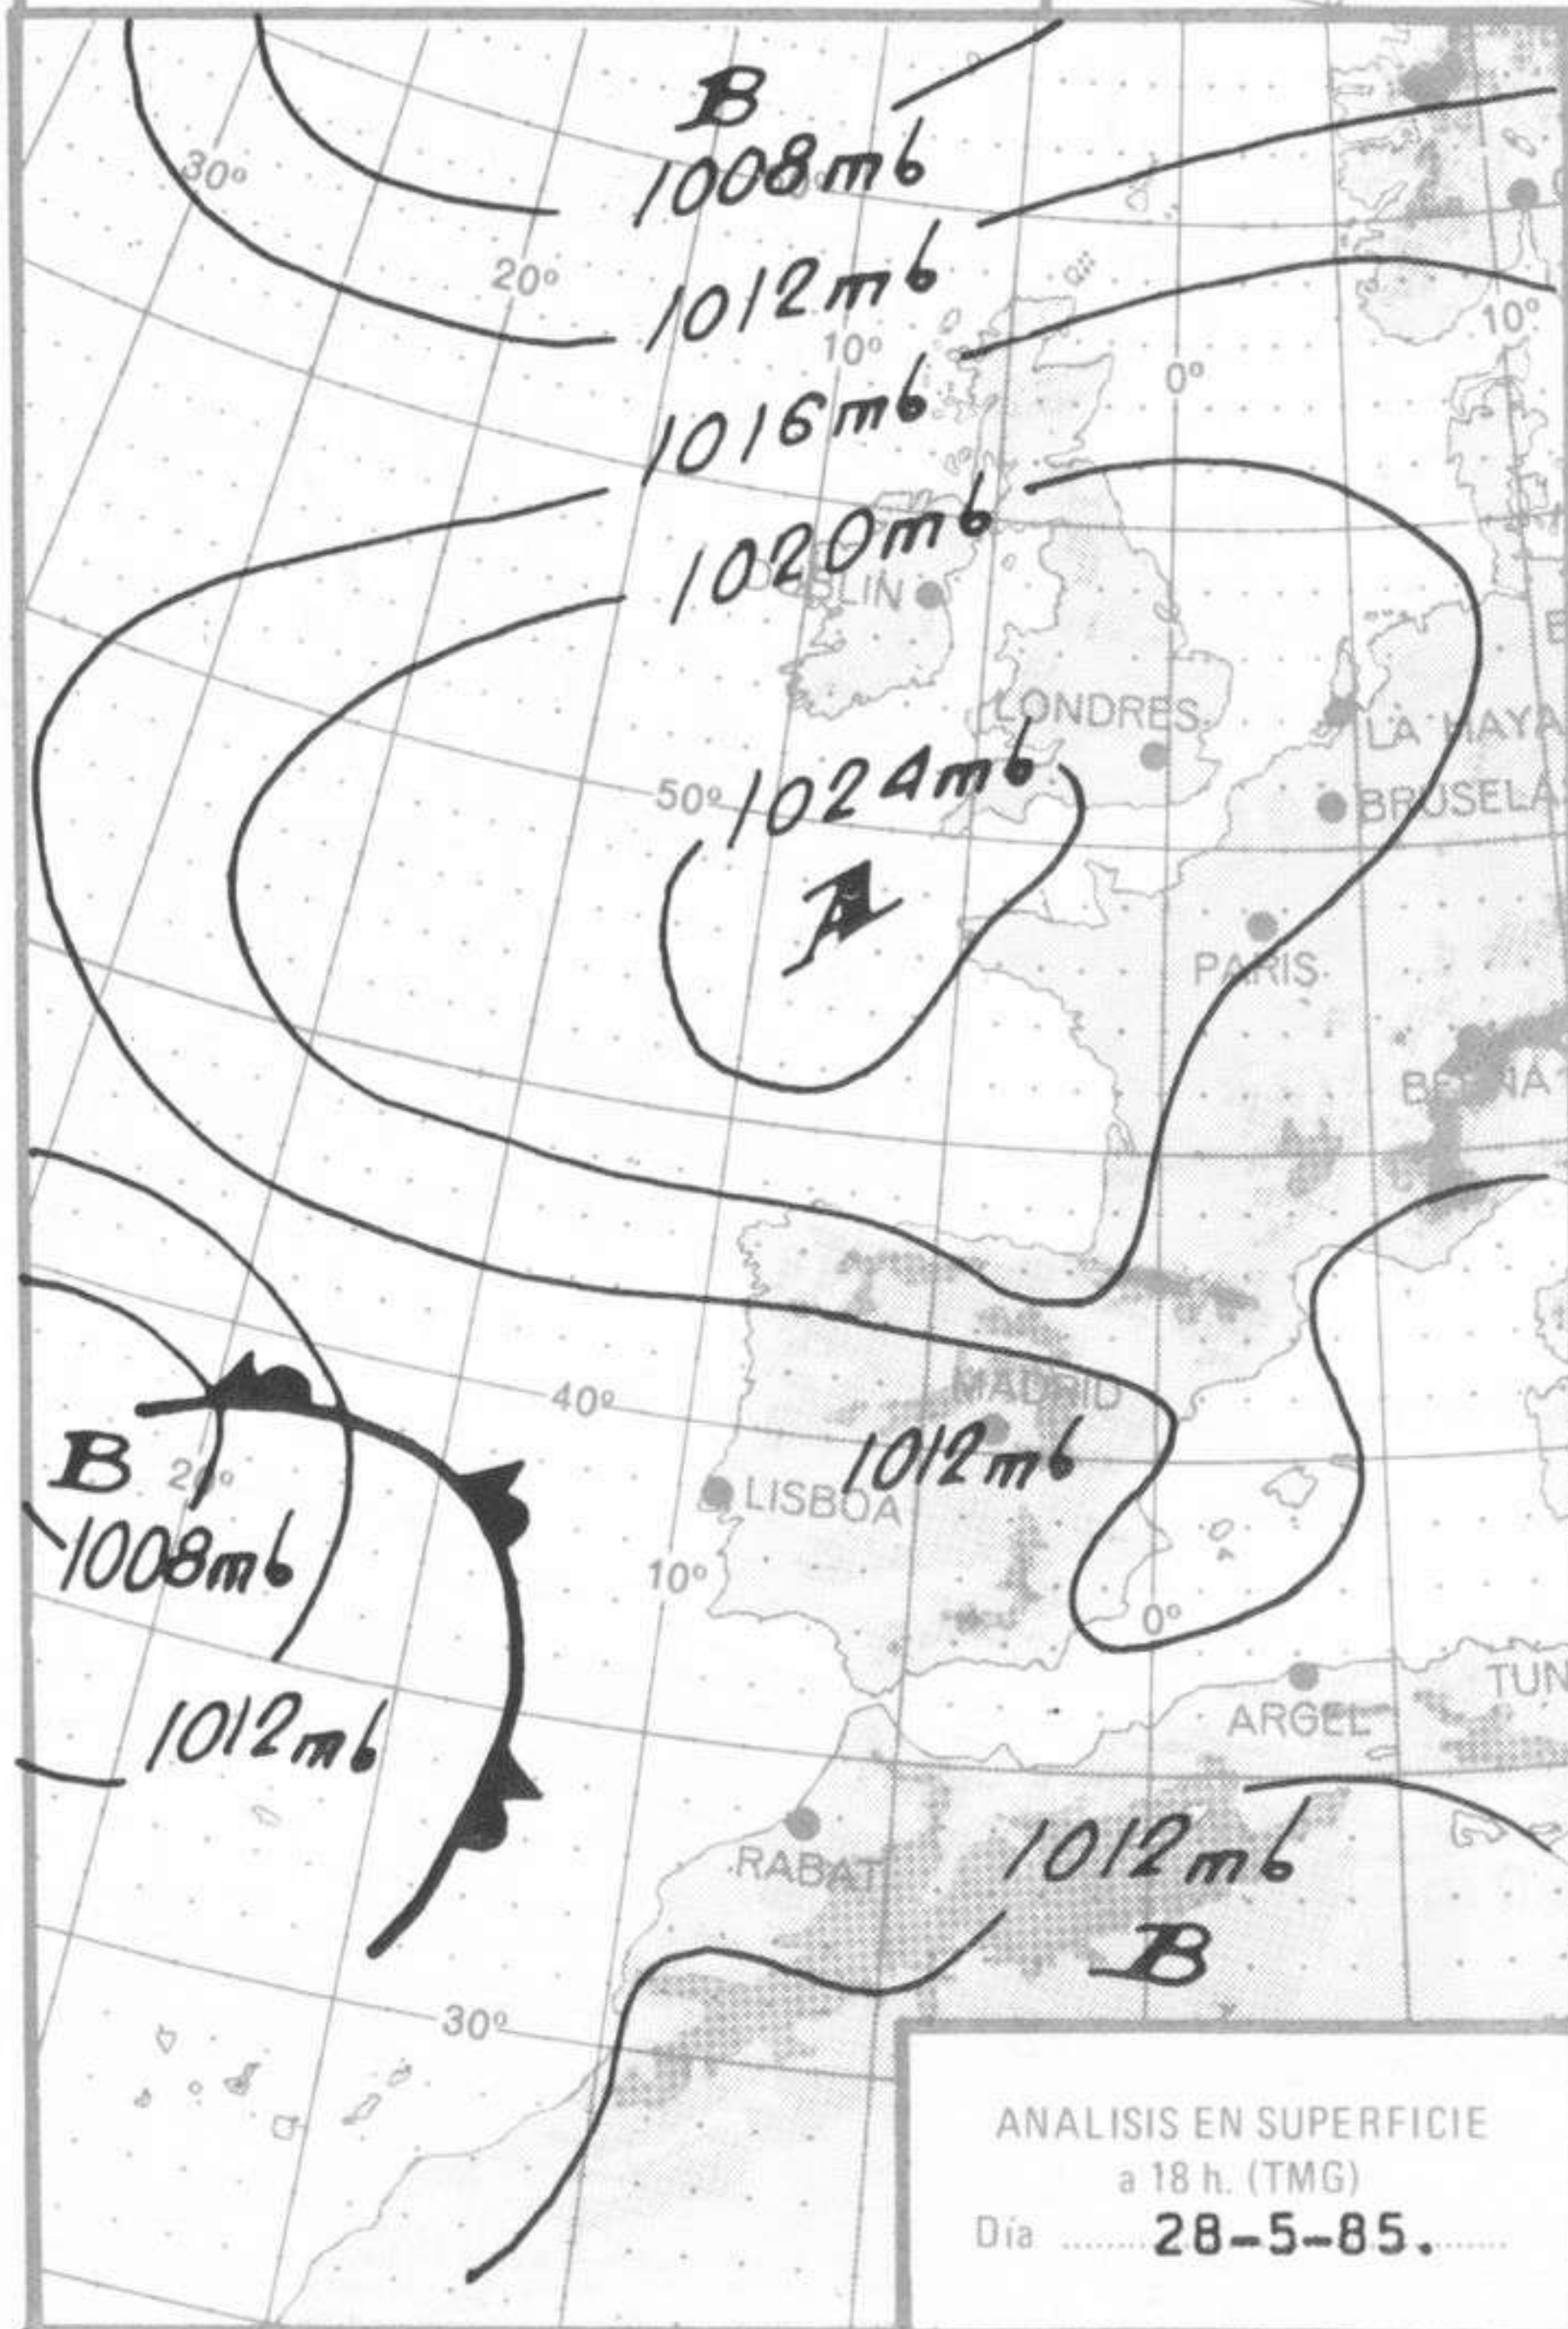 B
1008mb
30°
20°
1012mb
10°
0°
10°
1016mb
1020mb
DUBLIN
LONDRES
LA HAYA
1024mb
50°
BRUSELA
A
PARIS
BERNA
MADRID
40°
1012mb
B
20°
LISBOA
1008mb
10°
0°
1012mb
TUN
ARGEL
RABAT
1012mb
B
30°
ANALISIS EN SUPERFICIE
a 18 h. (TMG)
Día 28-5-85.